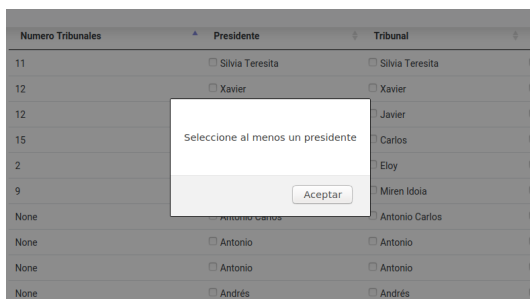 Numero Tribunales Presidente Tribunal
11 Silvia Teresita Silvia Teresita
12 Xavier Xavier
12 Javier
15 Carlos
2 Eloy
9 Miren Idoia
None Antonio Carlos Antonio Carlos
None Antonio Antonio
None Antonio Antonio
None Andrés Andrés
Seleccione al menos un presidente
Aceptar